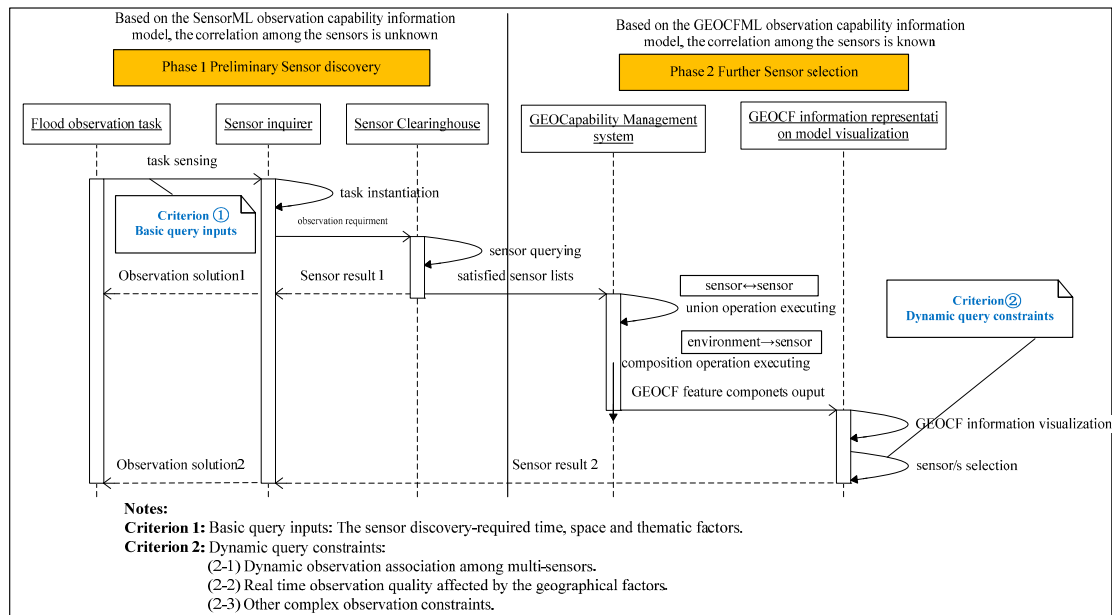 Based on the SensorML observation capability information
model, the correlation among the sensors is unknown
Based on the GEOCFML observation capability information
model, the correlation among the sensors is known
Phase 1 Preliminary Sensor discovery
Phase 2 Further Sensor selection
Flood observation task
Sensor inquirer
Sensor Clearinghouse
GEOCapability Management
system
GEOCF information representati
on model visualization
task sensing
task instantiation
Criterion ①
Basic query inputs
observation requirment
sensor querying
Observation solution1
Sensor result 1
satisfied sensor lists
sensor↔sensor
union operation executing
Criterion②
Dynamic query constraints
environment→sensor
composition operation executing
GEOCF feature componets ouput
GEOCF information visualization
sensor/s selection
Observation solution2
Sensor result 2
Notes:
Criterion 1: Basic query inputs: The sensor discovery-required time, space and thematic factors.
Criterion 2: Dynamic query constraints:
(2-1) Dynamic observation association among multi-sensors.
(2-2) Real time observation quality affected by the geographical factors.
(2-3) Other complex observation constraints.